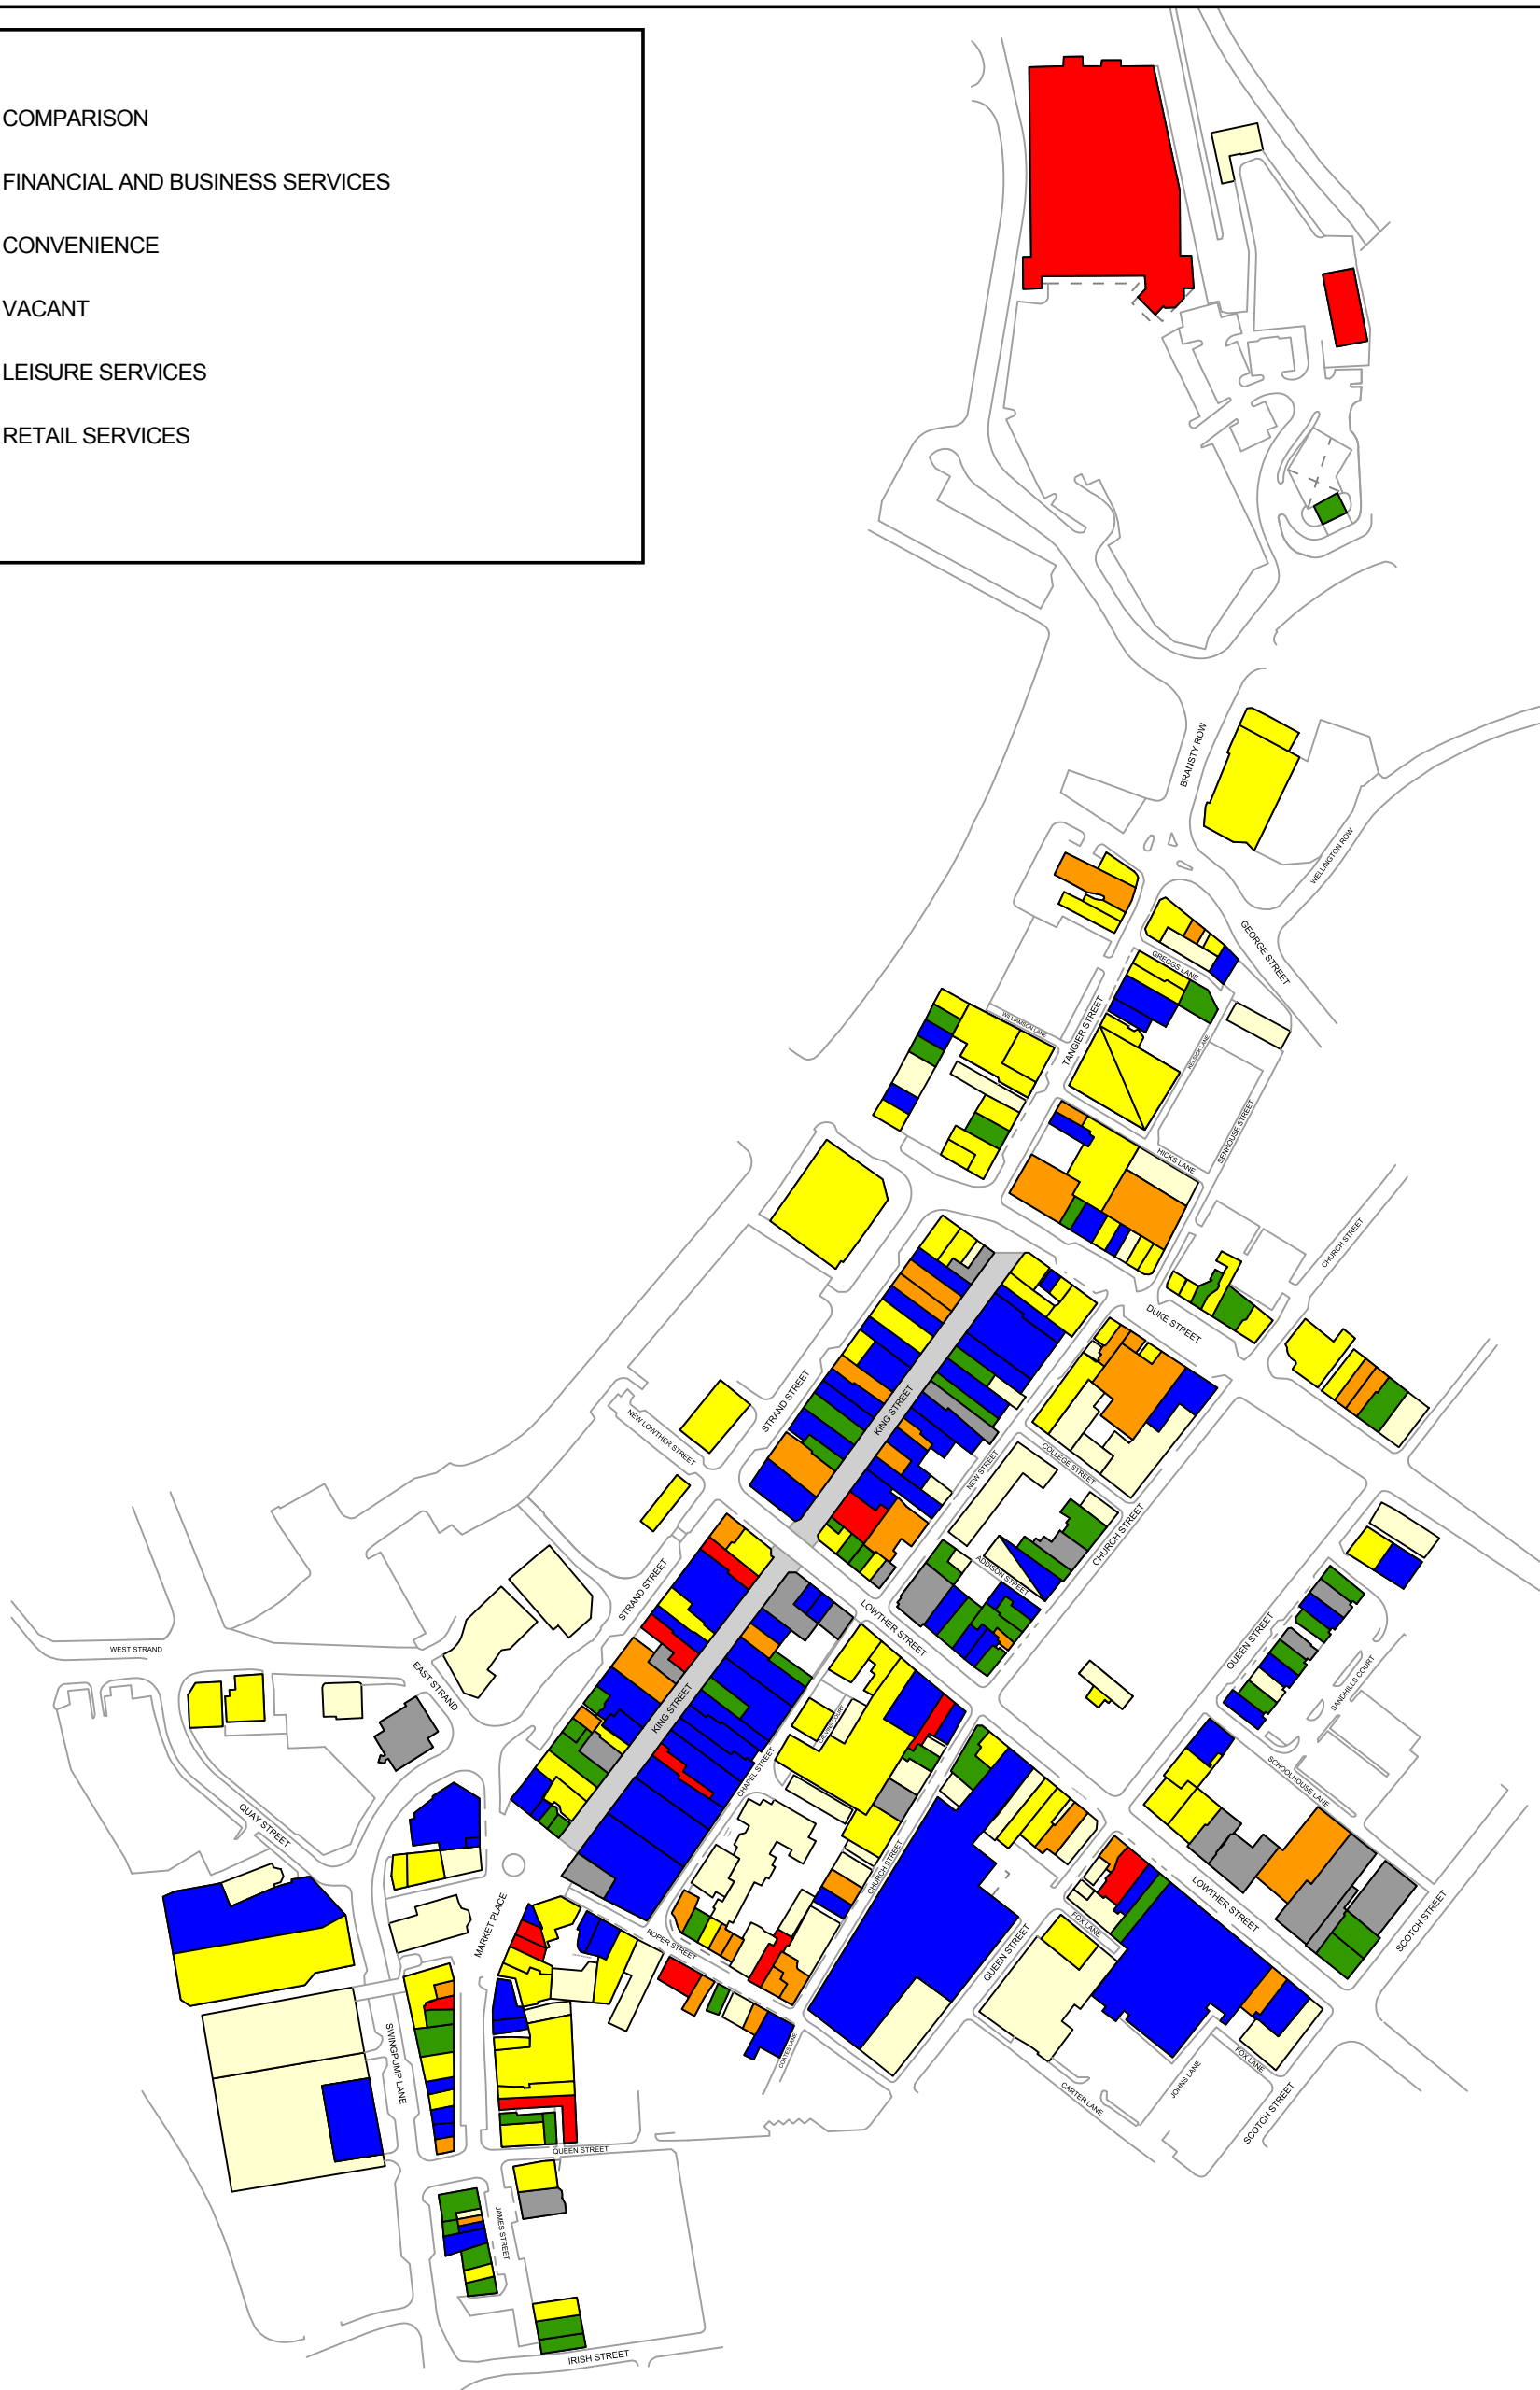 COMPARISON
FINANCIAL AND BUSINESS SERVICES
CONVENIENCE
VACANT
LEISURE SERVICES
RETAIL SERVICES
BRANSTY ROW
WELLINGTON ROW
GEORGE STREET
GREGGS LANE
WILLIAMSON LANE
TANGIER STREET
KELSICK LANE
SENHOUSE STREET
HICKS LANE
CHURCH STREET
DUKE STREET
STRAND STREET
KING STREET
NEW LOWTHER STREET
NEW STREET
COLLEGE STREET
CHURCH STREET
ADDISON STREET
STRAND STREET
LOWTHER STREET
QUEEN STREET
WEST STRAND
EAST STRAND
KING STREET
SANDHILLS COURT
CHAPEL STREET
SCHOOLHOUSE LANE
QUAY STREET
CHURCH STREET
LOWTHER STREET
MARKET PLACE
ROPER STREET
FOX LANE
SCOTCH STREET
QUEEN STREET
SWINGPUMP LANE
COATES LANE
FOX LANE
JOHNS LANE
CARTER LANE
SCOTCH STREET
QUEEN STREET
JAMES STREET
IRISH STREET